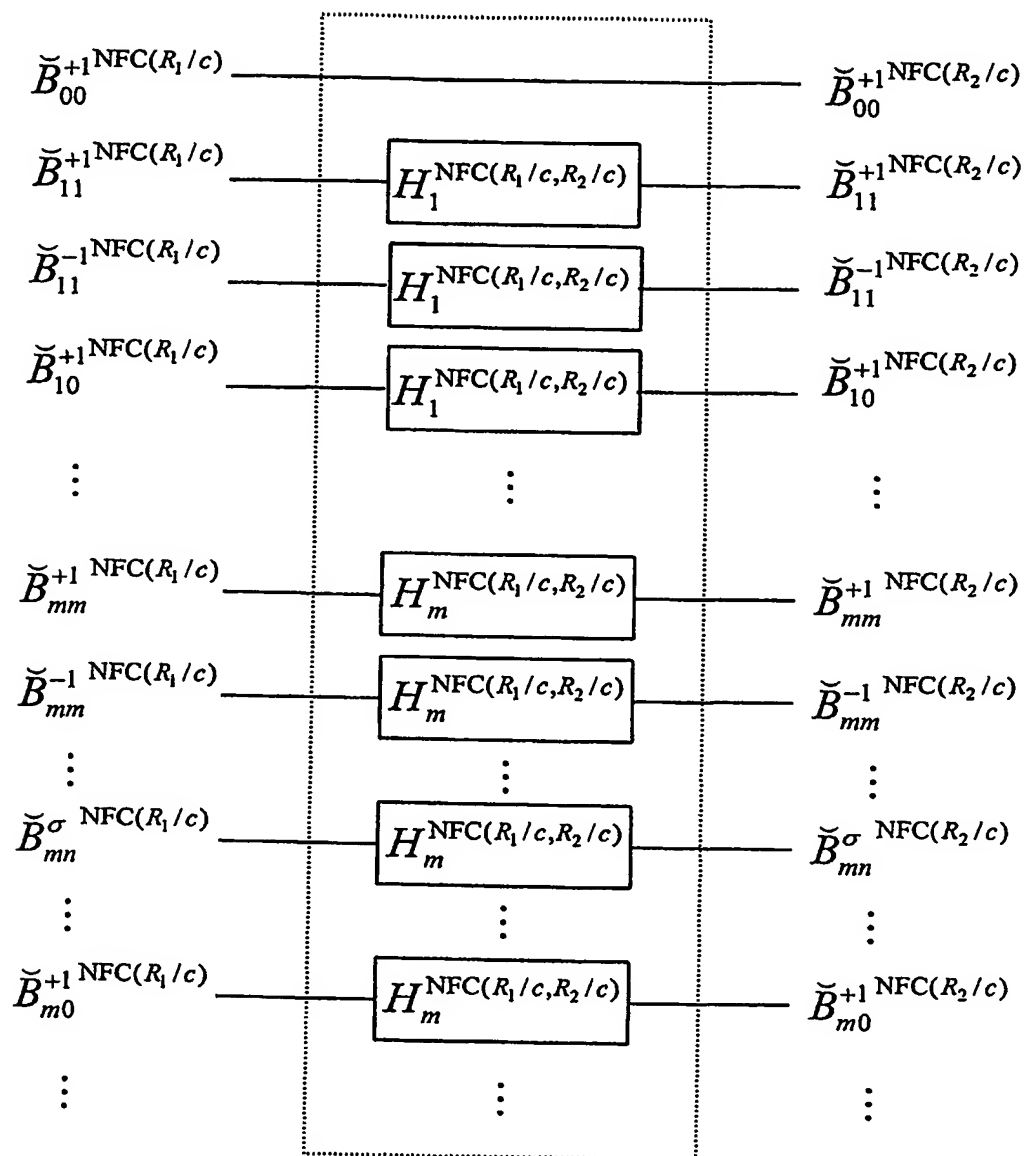 B̆₀₀⁺¹ NFC(R₁/c) B̆₀₀⁺¹ NFC(R₂/c)
B̆₁₁⁺¹ NFC(R₁/c) H₁ NFC(R₁/c,R₂/c) B̆₁₁⁺¹ NFC(R₂/c)
B̆₁₁⁻¹ NFC(R₁/c) H₁ NFC(R₁/c,R₂/c) B̆₁₁⁻¹ NFC(R₂/c)
B̆₁₀⁺¹ NFC(R₁/c) H₁ NFC(R₁/c,R₂/c) B̆₁₀⁺¹ NFC(R₂/c)
⋮ ⋮ ⋮
B̆ₘₘ⁺¹ NFC(R₁/c) Hₘ NFC(R₁/c,R₂/c) B̆ₘₘ⁺¹ NFC(R₂/c)
B̆ₘₘ⁻¹ NFC(R₁/c) Hₘ NFC(R₁/c,R₂/c) B̆ₘₘ⁻¹ NFC(R₂/c)
⋮ ⋮ ⋮
B̆ₘₙ^σ NFC(R₁/c) Hₘ NFC(R₁/c,R₂/c) B̆ₘₙ^σ NFC(R₂/c)
⋮ ⋮ ⋮
B̆ₘ₀⁺¹ NFC(R₁/c) Hₘ NFC(R₁/c,R₂/c) B̆ₘ₀⁺¹ NFC(R₂/c)
⋮ ⋮ ⋮